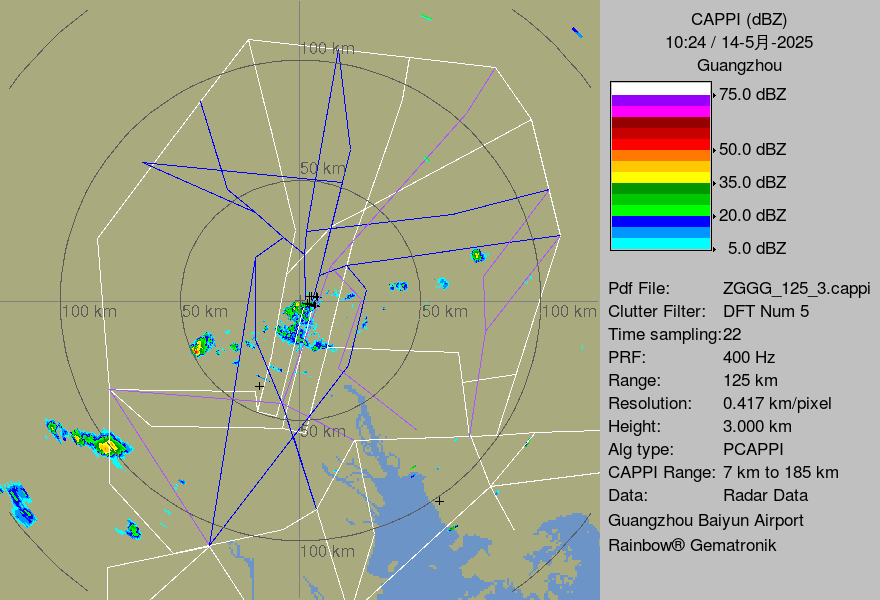 100 km
50 km
100 km
50 km
50 km
100 km
50 km
100 km
CAPPI (dBZ)
10:24 / 14-5月-2025
Guangzhou
75.0 dBZ
50.0 dBZ
35.0 dBZ
20.0 dBZ
5.0 dBZ
Pdf File: ZGGG_125_3.cappi
Clutter Filter: DFT Num 5
Time sampling:22
PRF: 400 Hz
Range: 125 km
Resolution: 0.417 km/pixel
Height: 3.000 km
Alg type: PCAPPI
CAPPI Range: 7 km to 185 km
Data: Radar Data
Guangzhou Baiyun Airport
Rainbow® Gematronik